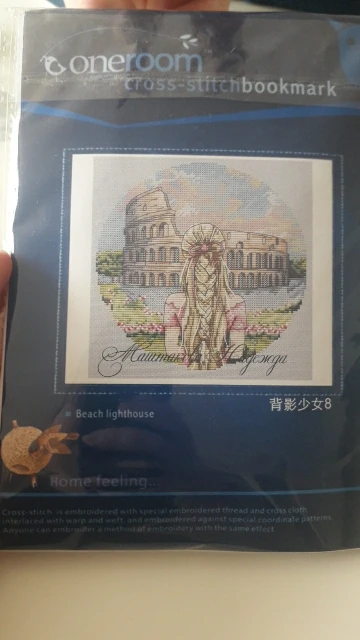 oneroom
cross-stitchbookmark
Маштакова Надежда
背影少女8
Beach lighthouse
Home feeling...
Cross-stitch is embroidered with special embroidered thread and cross cloth
interlaced with warp and weft, and embroidered against special coordinate patterns.
Anyone can embroider a method of embroidery with the same effect